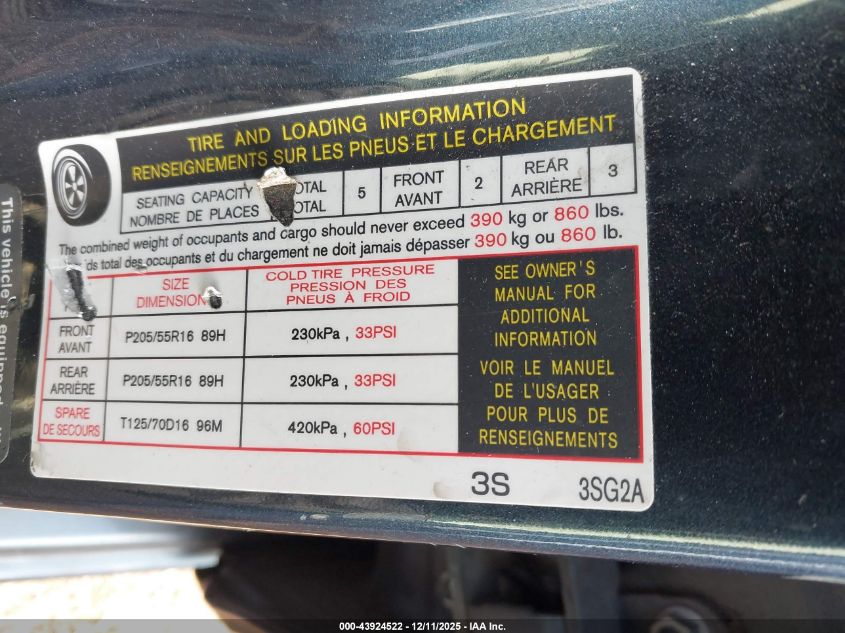 TIRE AND LOADING INFORMATION
RENSEIGNEMENTS SUR LES PNEUS ET LE CHARGEMENT
SEATING CAPACITY
NOMBRE DE PLACES
OTAL
OTAL
5
FRONT
AVANT
2
REAR
ARRIÈRE
3
The combined weight of occupants and cargo should never exceed 390 kg or 860 lbs.
ids total des occupants et du chargement ne doit jamais dépasser 390 kg ou 860 lb.
SIZE
DIMENSION
COLD TIRE PRESSURE
PRESSION DES
PNEUS À FROID
FRONT
AVANT
P205/55R16 89H
230kPa , 33PSI
REAR
ARRIÈRE
P205/55R16 89H
230kPa , 33PSI
SPARE
DE SECOURS
T125/70D16 96M
420kPa , 60PSI
SEE OWNER'S
MANUAL FOR
ADDITIONAL
INFORMATION
VOIR LE MANUEL
DE L'USAGER
POUR PLUS DE
RENSEIGNEMENTS
3S
3SG2A
This vehicle is equipped
000-43924522 - 12/11/2025 - IAA Inc.